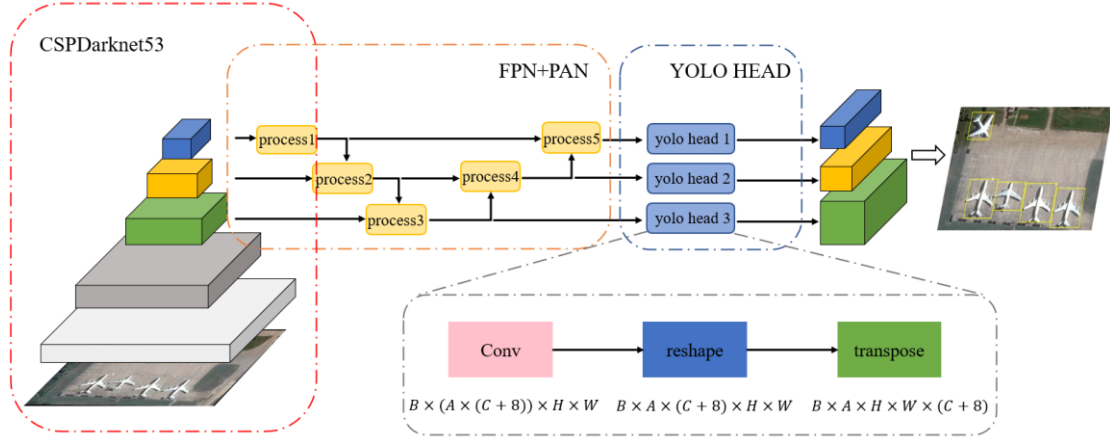 CSPDarknet53
FPN+PAN
YOLO HEAD
process1
process5
yolo head 1
process2
process4
yolo head 2
process3
yolo head 3
Conv
reshape
transpose
B × (A × (C + 8)) × H × W
B × A × (C + 8) × H × W
B × A × H × W × (C + 8)